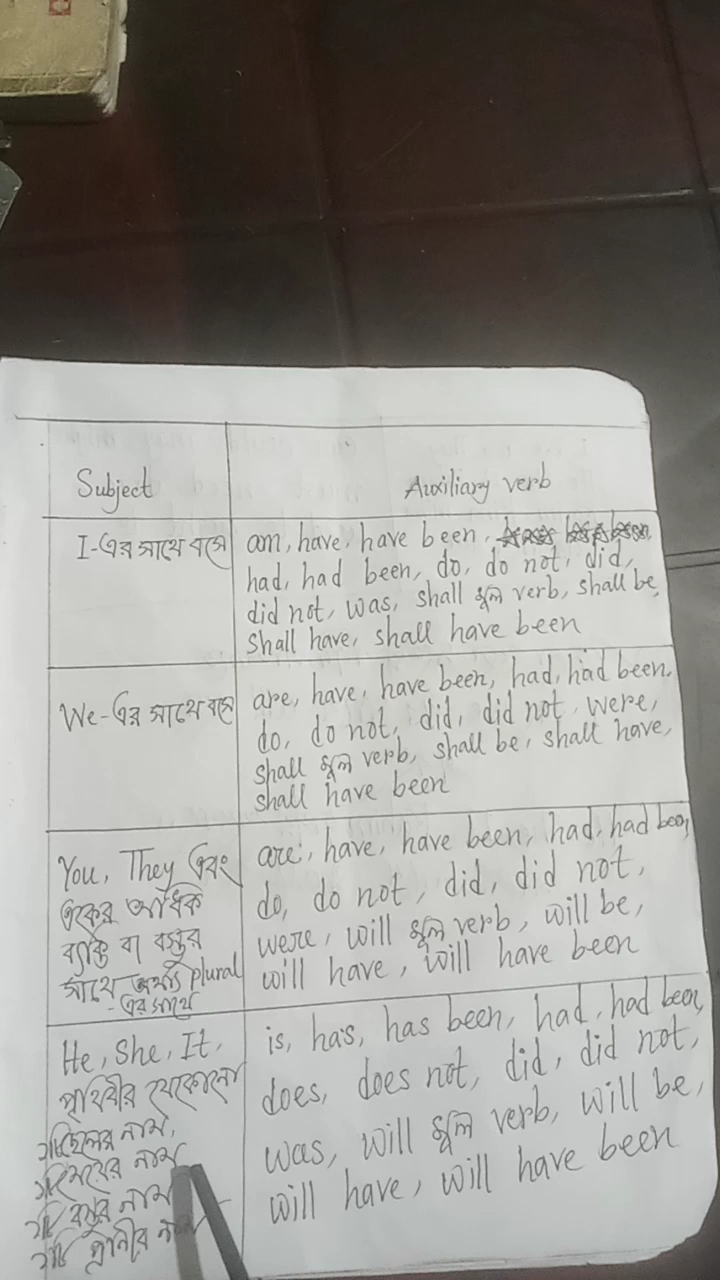 Subject
Auxiliary verb
I-এর সাথে বসে
am, have, have been,
had, had been, do, do not, did,
did not, was, shall মূল verb, shall be,
shall have, shall have been
We-এর সাথে বসে
are, have, have been, had, had been,
do, do not, did, did not, were,
shall মূল verb, shall be, shall have,
shall have been
You, They এবং
একের অধিক
ব্যক্তি বা বস্তুর
সাথে অর্থাৎ plural
-এর সাথে
are, have, have been, had, had been,
do, do not, did, did not,
were, will মূল verb, will be,
will have, will have been
He, She, It,
পৃথিবীর যেকোনো
ছেলের নাম,
মেয়ের নাম
বস্তুর নাম
প্রানীর নাম
is, has, has been, had, had been,
does, does not, did, did not,
was, will মূল verb, will be,
will have, will have been